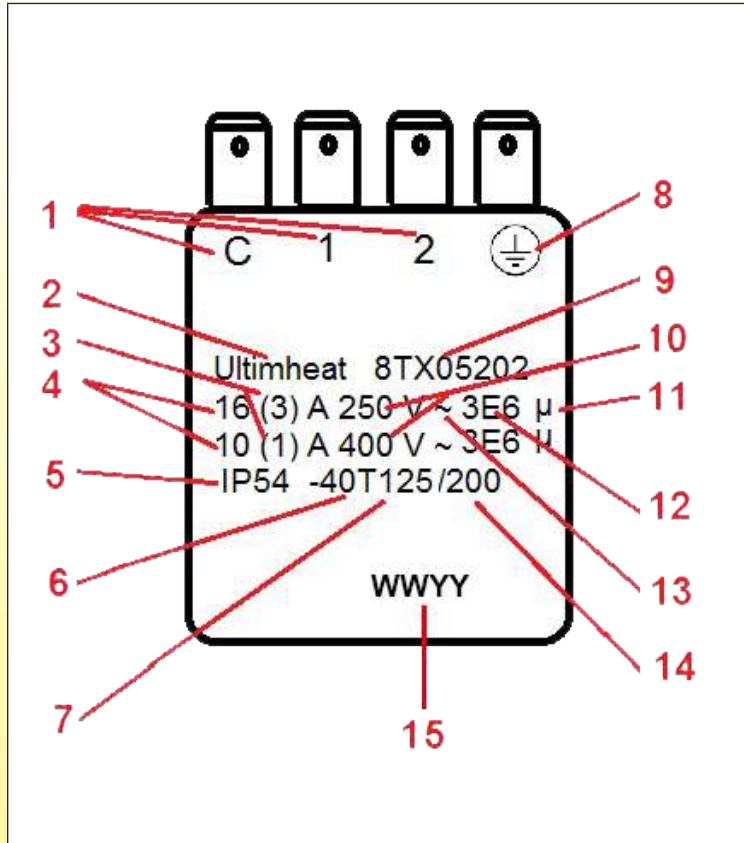 1 C 1 2 8
2 9
3 Ultimheat 8TX05202 10
4 16 (3) A 250 V ~ 3E6 µ 11
10 (1) A 400 V ~ 3E6 µ
5 IP54 -40T125/200 12
6 13
WWYY
7 14
15